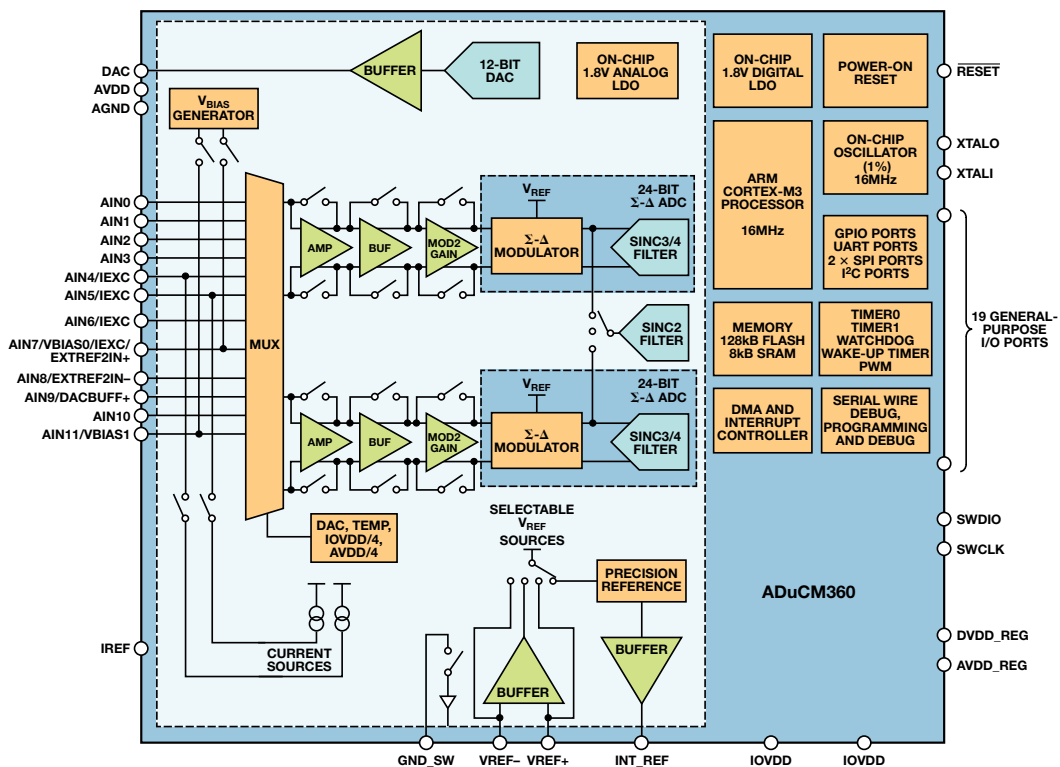 DAC
AVDD
AGND
BUFFER
12-BIT
DAC
ON-CHIP
1.8V ANALOG
LDO
ON-CHIP
1.8V DIGITAL
LDO
POWER-ON
RESET
RESET
VBIAS
GENERATOR
ARM
CORTEX-M3
PROCESSOR
16MHz
ON-CHIP
OSCILLATOR
(1%)
16MHz
XTALO
XTALI
AIN0
AIN1
AIN2
AIN3
AIN4/IEXC
AIN5/IEXC
AIN6/IEXC
AIN7/VBIAS0/IEXC/
EXTREF2IN+
AIN8/EXTREF2IN–
AIN9/DACBUFF+
AIN10
AIN11/VBIAS1
MUX
AMP
BUF
MOD2
GAIN
VREF
Σ-Δ
MODULATOR
24-BIT
Σ-Δ ADC
SINC3/4
FILTER
GPIO PORTS
UART PORTS
2 × SPI PORTS
I2C PORTS
19 GENERAL-
PURPOSE
I/O PORTS
SINC2
FILTER
MEMORY
128kB FLASH
8kB SRAM
TIMER0
TIMER1
WATCHDOG
WAKE-UP TIMER
PWM
AMP
BUF
MOD2
GAIN
VREF
Σ-Δ
MODULATOR
24-BIT
Σ-Δ ADC
SINC3/4
FILTER
DMA AND
INTERRUPT
CONTROLLER
SERIAL WIRE
DEBUG,
PROGRAMMING
AND DEBUG
DAC, TEMP,
IOVDD/4,
AVDD/4
SELECTABLE
VREF
SOURCES
SWDIO
SWCLK
PRECISION
REFERENCE
ADuCM360
IREF
CURRENT
SOURCES
BUFFER
BUFFER
DVDD_REG
AVDD_REG
GND_SW
VREF–
VREF+
INT_REF
IOVDD
IOVDD